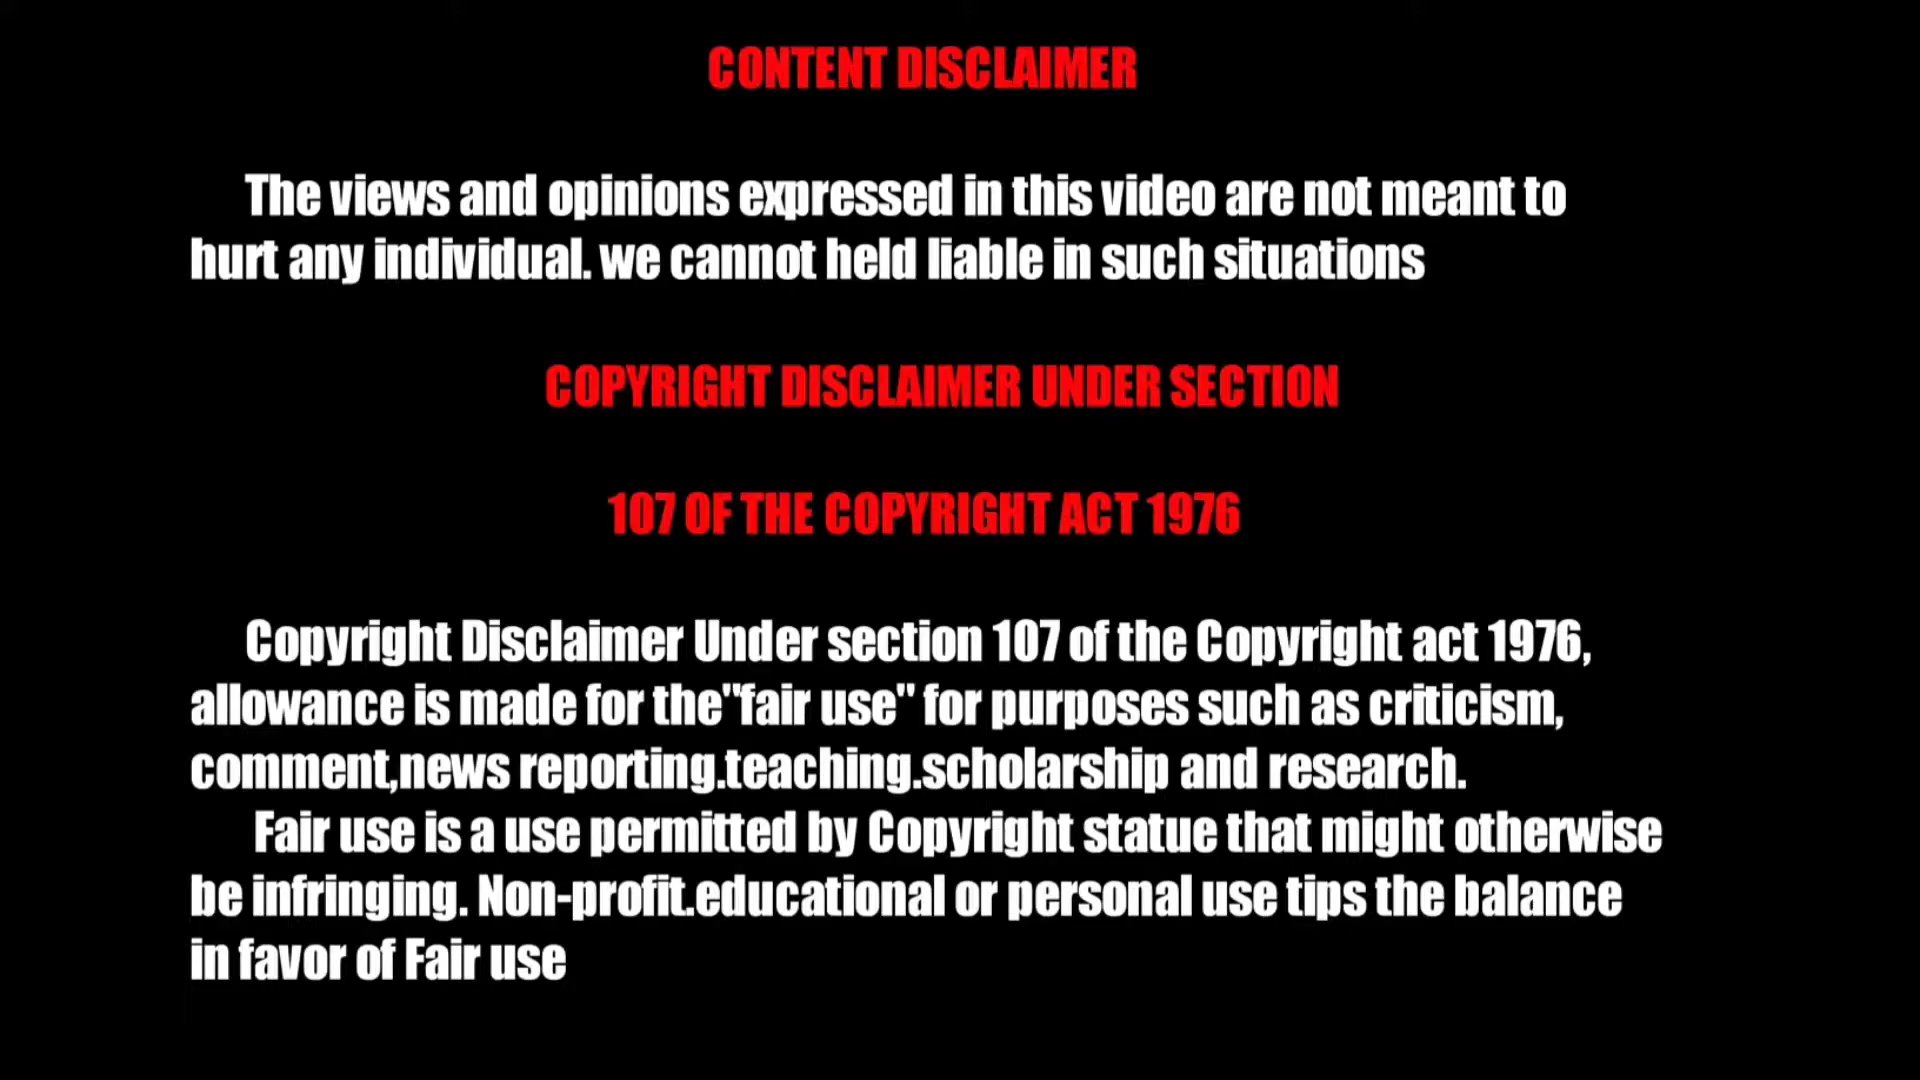 CONTENT DISCLAIMER
The views and opinions expressed in this video are not meant to
hurt any individual. we cannot held liable in such situations
COPYRIGHT DISCLAIMER UNDER SECTION
107 OF THE COPYRIGHT ACT 1976
Copyright Disclaimer Under section 107 of the Copyright act 1976,
allowance is made for the"fair use" for purposes such as criticism,
comment,news reporting.teaching.scholarship and research.
Fair use is a use permitted by Copyright statue that might otherwise
be infringing. Non-profit.educational or personal use tips the balance
in favor of Fair use